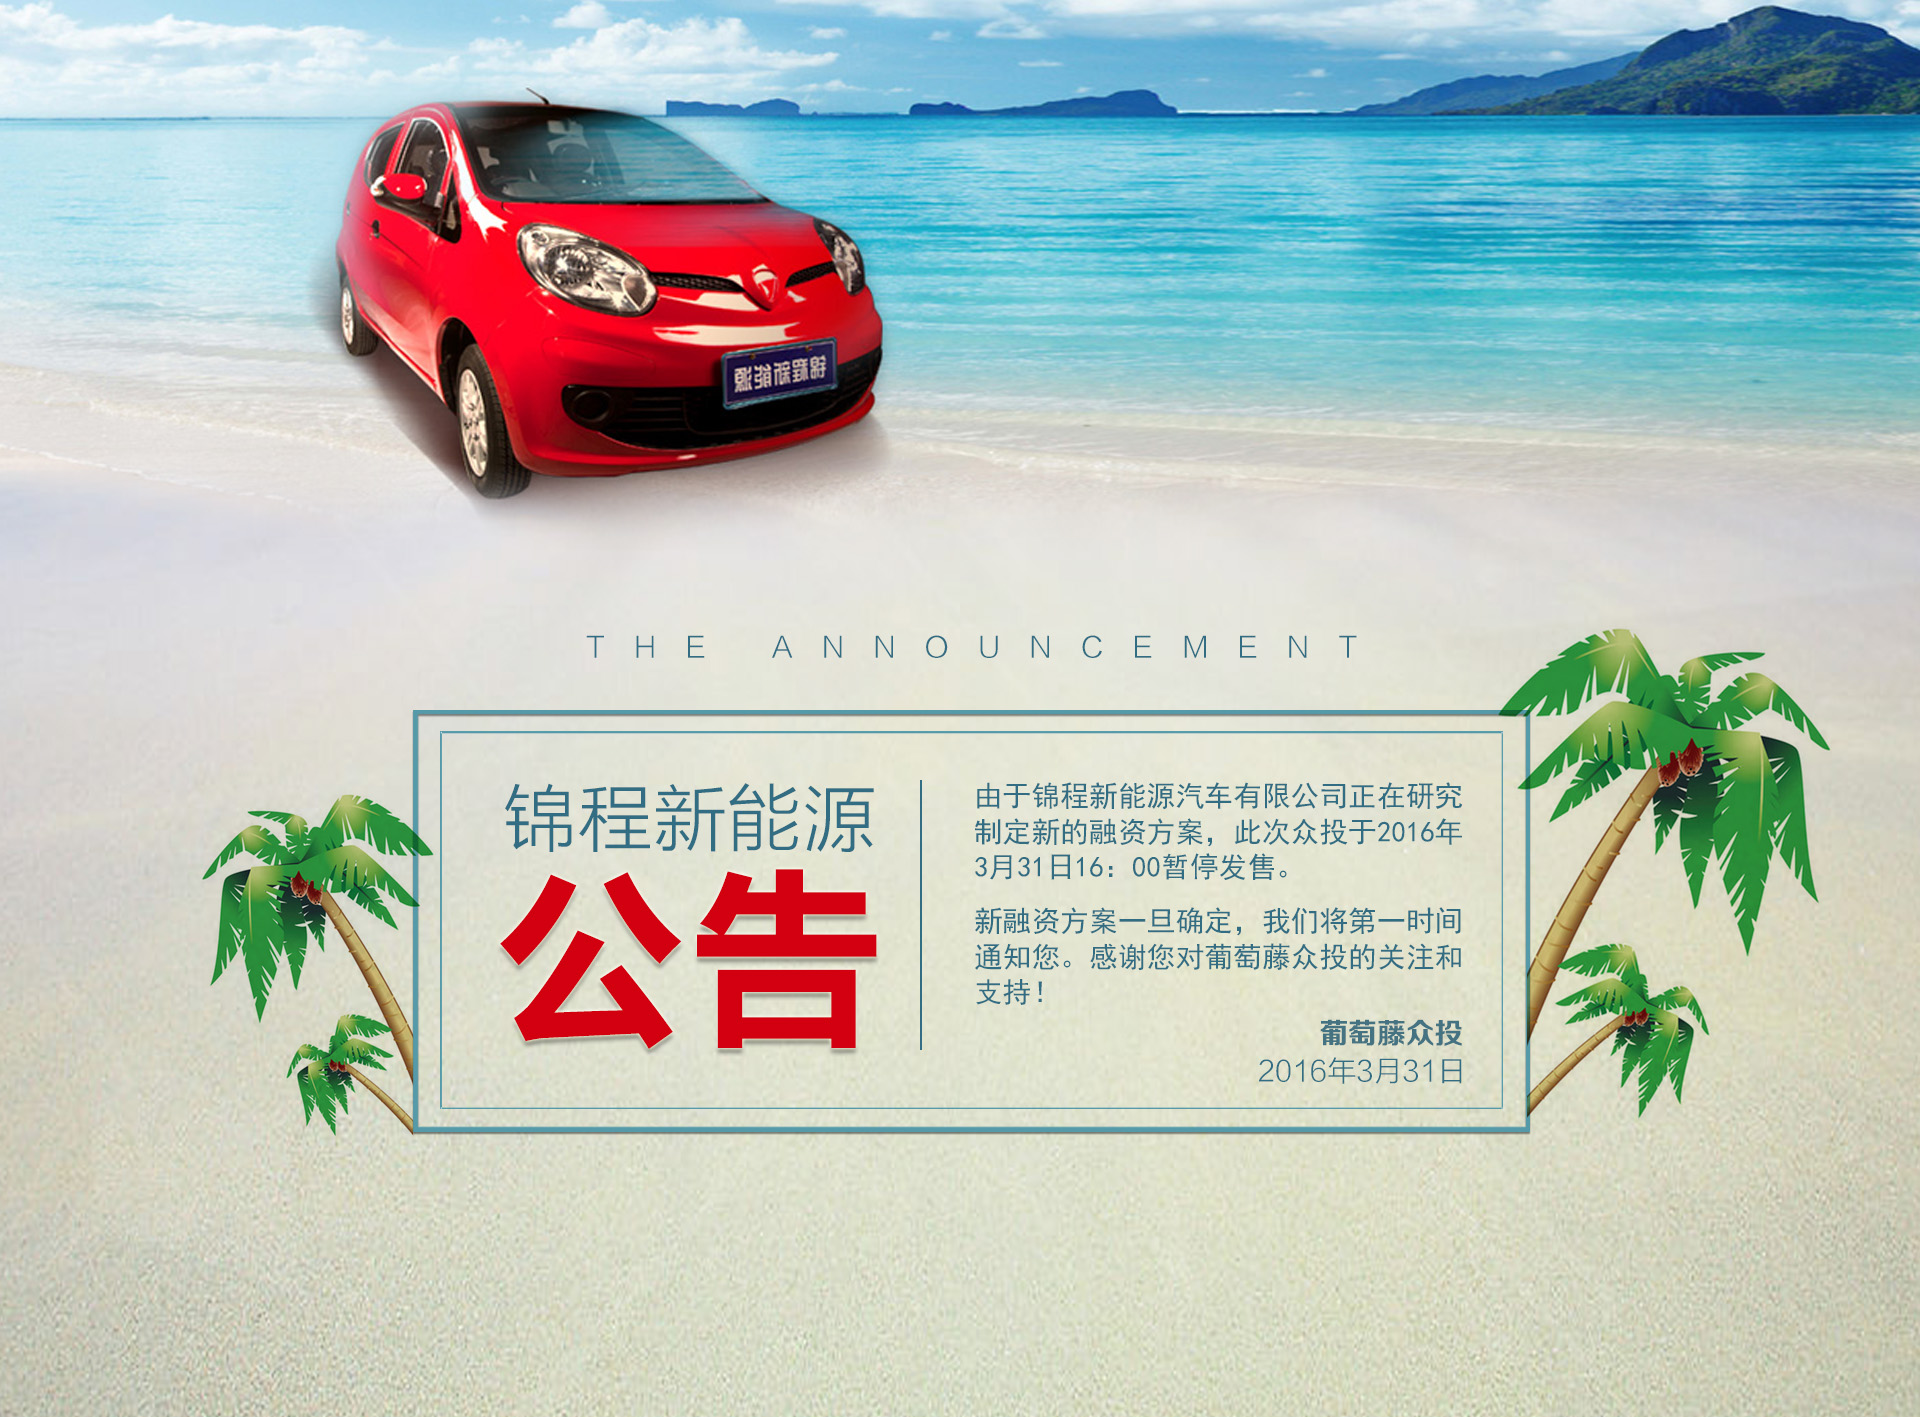 锦程新能源
THE ANNOUNCEMENT
锦程新能源
公告
由于锦程新能源汽车有限公司正在研究
制定新的融资方案，此次众投于2016年
3月31日16：00暂停发售。
新融资方案一旦确定，我们将第一时间
通知您。感谢您对葡萄藤众投的关注和
支持！
葡萄藤众投
2016年3月31日